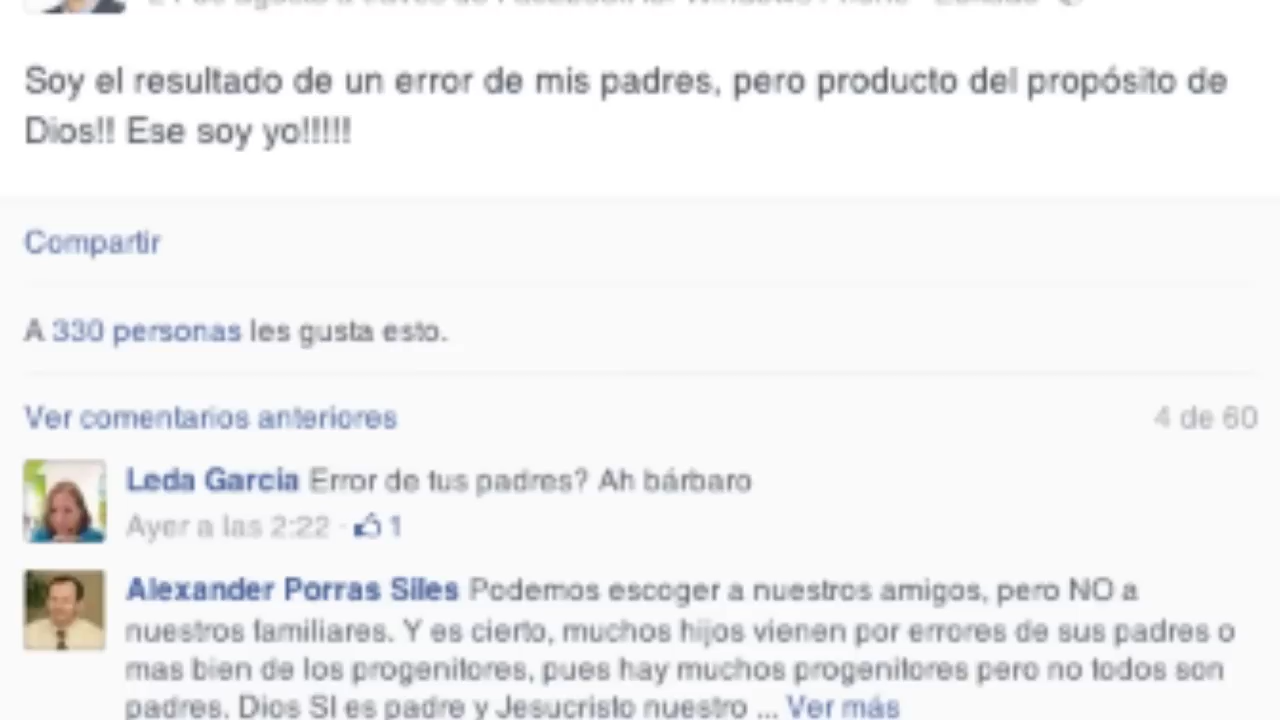 Soy el resultado de un error de mis padres, pero producto del propósito de
Dios!! Ese soy yo!!!!!
Compartir
A 330 personas les gusta esto.
Ver comentarios anteriores
4 de 60
Leda Garcia Error de tus padres? Ah bárbaro
Ayer a las 2:22 · 1
Alexander Porras Siles Podemos escoger a nuestros amigos, pero NO a
nuestros familiares. Y es cierto, muchos hijos vienen por errores de sus padres o
mas bien de los progenitores, pues hay muchos progenitores pero no todos son
padres. Dios SI es padre y Jesucristo nuestro ... Ver más